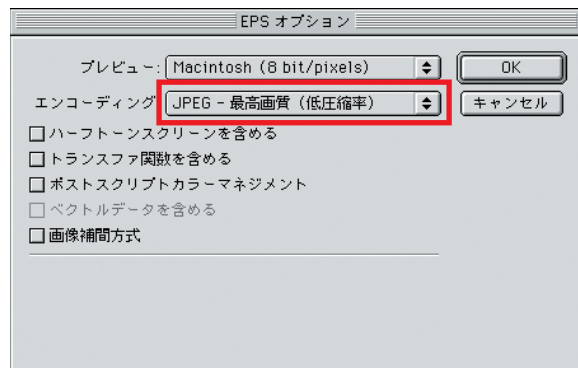 EPS オプション
プレビュー: Macintosh (8 bit/pixels) OK
エンコーディング JPEG - 最高画質（低圧縮率） キャンセル
ハーフトーンスクリーンを含める
トランスファ関数を含める
ポストスクリプトカラーマネジメント
ベクトルデータを含める
画像補間方式